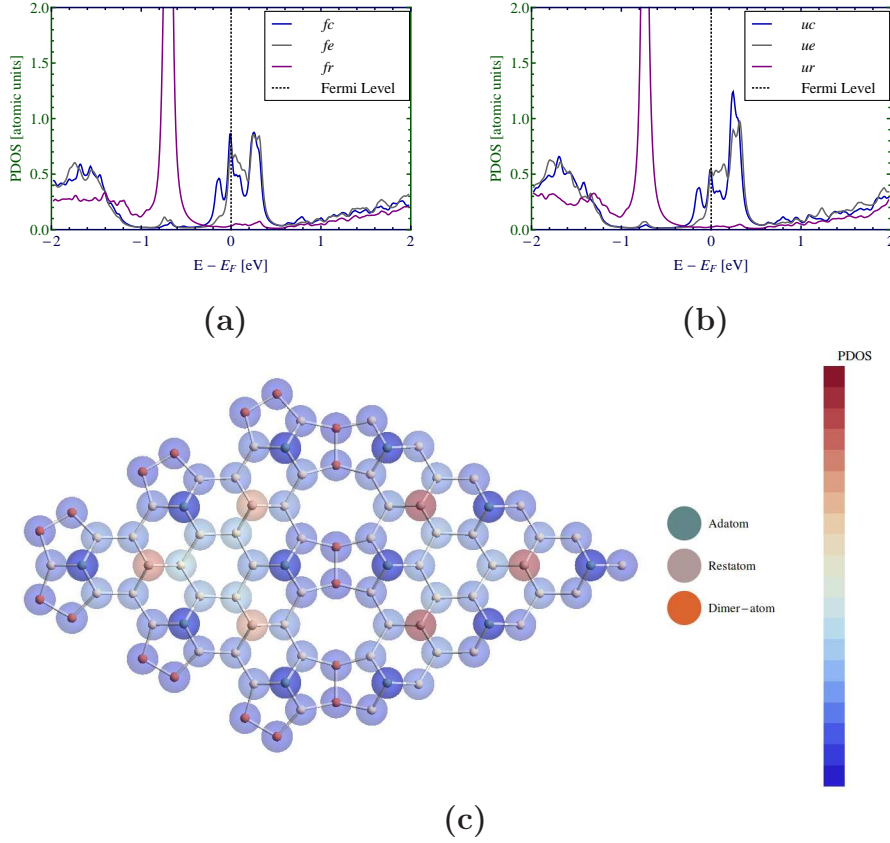 2.0
1.5
1.0
0.5
0.0
PDOS [atomic units]
fc
fe
fr
Fermi Level
−2 −1 0 1 2
E − E_F [eV]
(a)
2.0
1.5
1.0
0.5
0.0
PDOS [atomic units]
uc
ue
ur
Fermi Level
−2 −1 0 1 2
E − E_F [eV]
(b)
PDOS
Adatom
Restatom
Dimer−atom
(c)